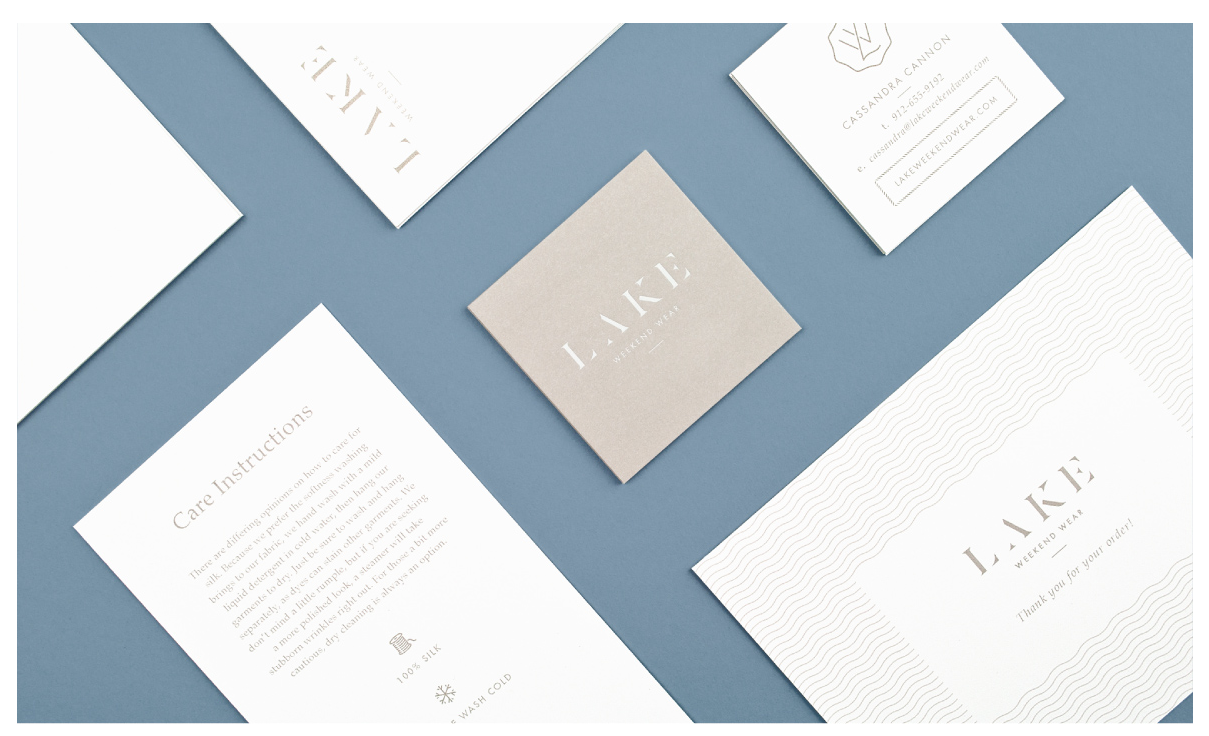 LAKE
WEEKEND WEAR
CASSANDRA CANNON
t. 912-655-9192
e. cassandra@lakeweekendwear.com
LAKEWEEKENDWEAR.COM
LAKE
WEEKEND WEAR
Care Instructions
There are differing opinions on how to care for
silk. Because we prefer the softness washing
brings to our fabric, we hand wash with a mild
liquid detergent in cold water, then hang your
garments to dry. Just be sure to wash and hang
separately, as dyes can stain other garments. We
don't mind a little rumple, but if you are seeking
a more polished look, a steamer will take
stubborn wrinkles right out. For those a bit more
cautious, dry cleaning is always an option.
100% SILK
WASH COLD
LAKE
WEEKEND WEAR
Thank you for your order!